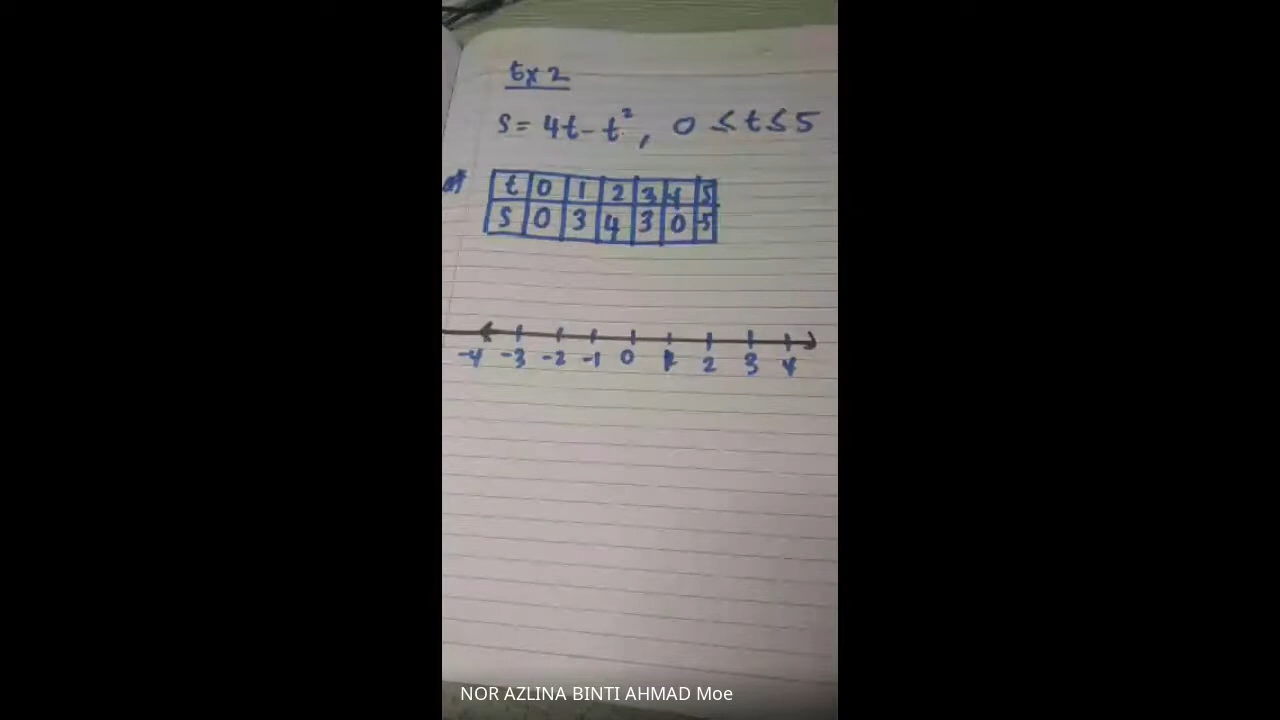 Ex 2
S = 4t - t², 0 ≤ t ≤ 5
a)
t 0 1 2 3 4 5
S 0 3 4 3 0 5
-4 -3 -2 -1 0 1 2 3 4
NOR AZLINA BINTI AHMAD Moe